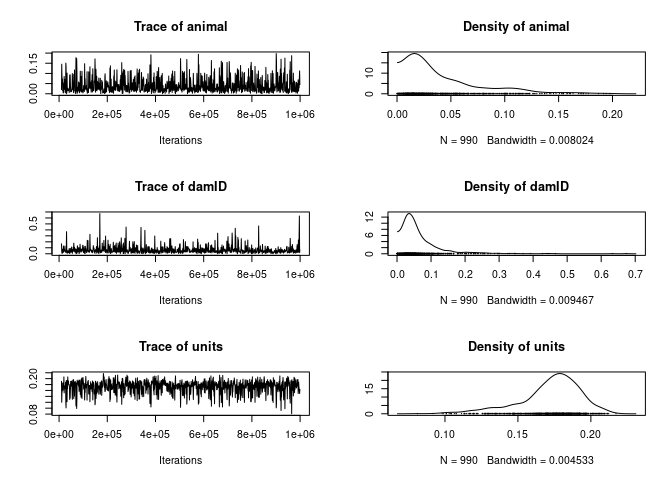 Trace of animal
0.00 0.15
0e+00 2e+05 4e+05 6e+05 8e+05 1e+06
Iterations
Density of animal
0 10
0.00 0.05 0.10 0.15 0.20
N = 990 Bandwidth = 0.008024
Trace of damID
0.0 0.5
0e+00 2e+05 4e+05 6e+05 8e+05 1e+06
Iterations
Density of damID
0 6 12
0.0 0.1 0.2 0.3 0.4 0.5 0.6 0.7
N = 990 Bandwidth = 0.009467
Trace of units
0.08 0.20
0e+00 2e+05 4e+05 6e+05 8e+05 1e+06
Iterations
Density of units
0 15
0.10 0.15 0.20
N = 990 Bandwidth = 0.004533